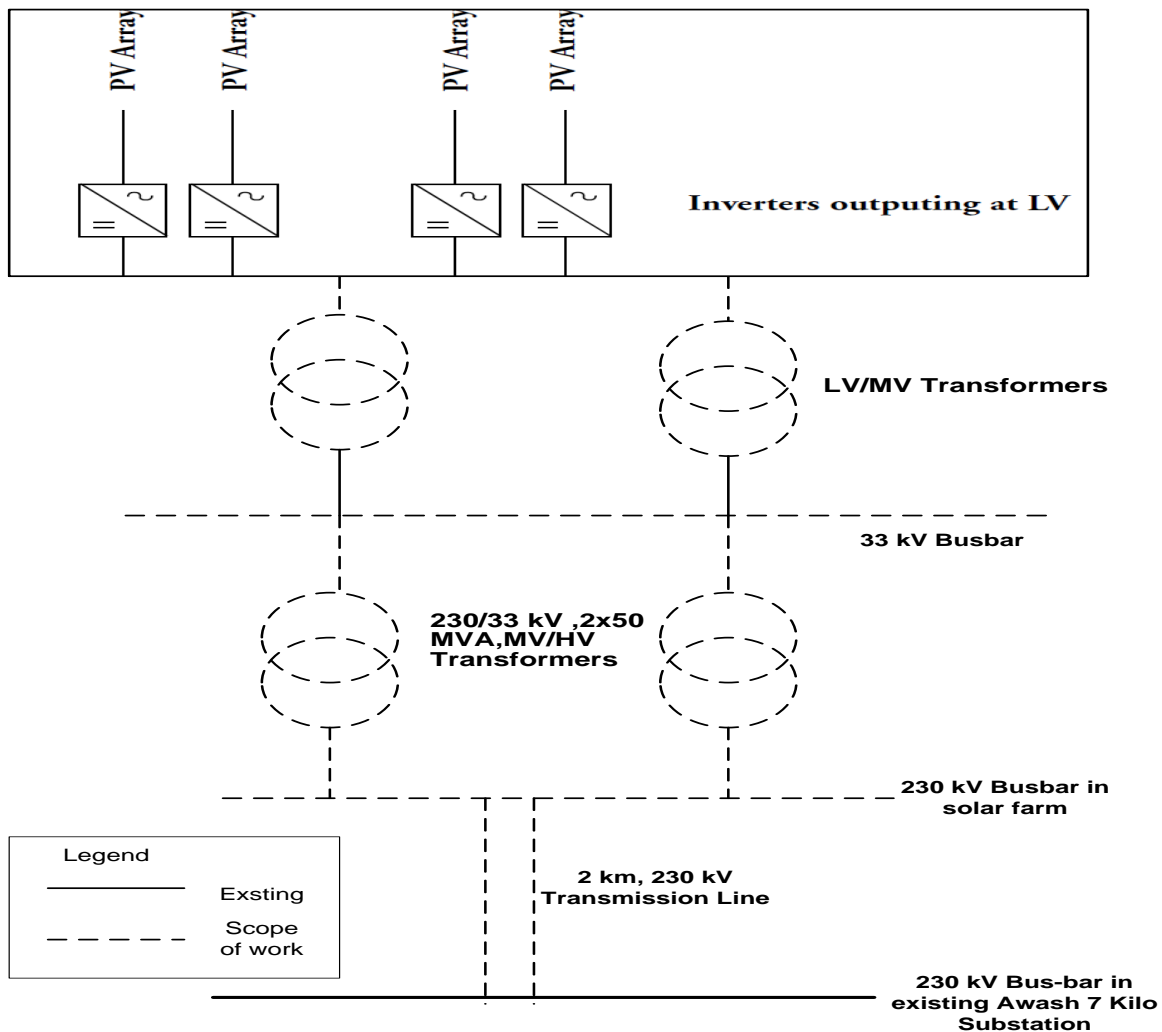 PV Array
PV Array
PV Array
PV Array
Inverters outputing at LV
LV/MV Transformers
33 kV Busbar
230/33 kV ,2x50
MVA,MV/HV
Transformers
230 kV Busbar in
solar farm
Legend
Exsting
Scope
of work
2 km, 230 kV
Transmission Line
230 kV Bus-bar in
existing Awash 7 Kilo
Substation